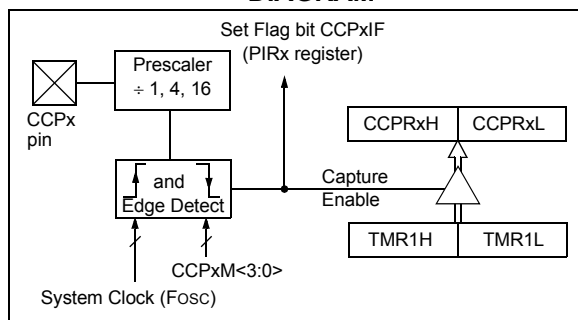 DIAGRAM
Set Flag bit CCPxIF
(PIRx register)
Prescaler
÷ 1, 4, 16
CCPx
pin
CCPRxH
CCPRxL
and
Edge Detect
Capture
Enable
TMR1H
TMR1L
CCPxM<3:0>
System Clock (FOSC)